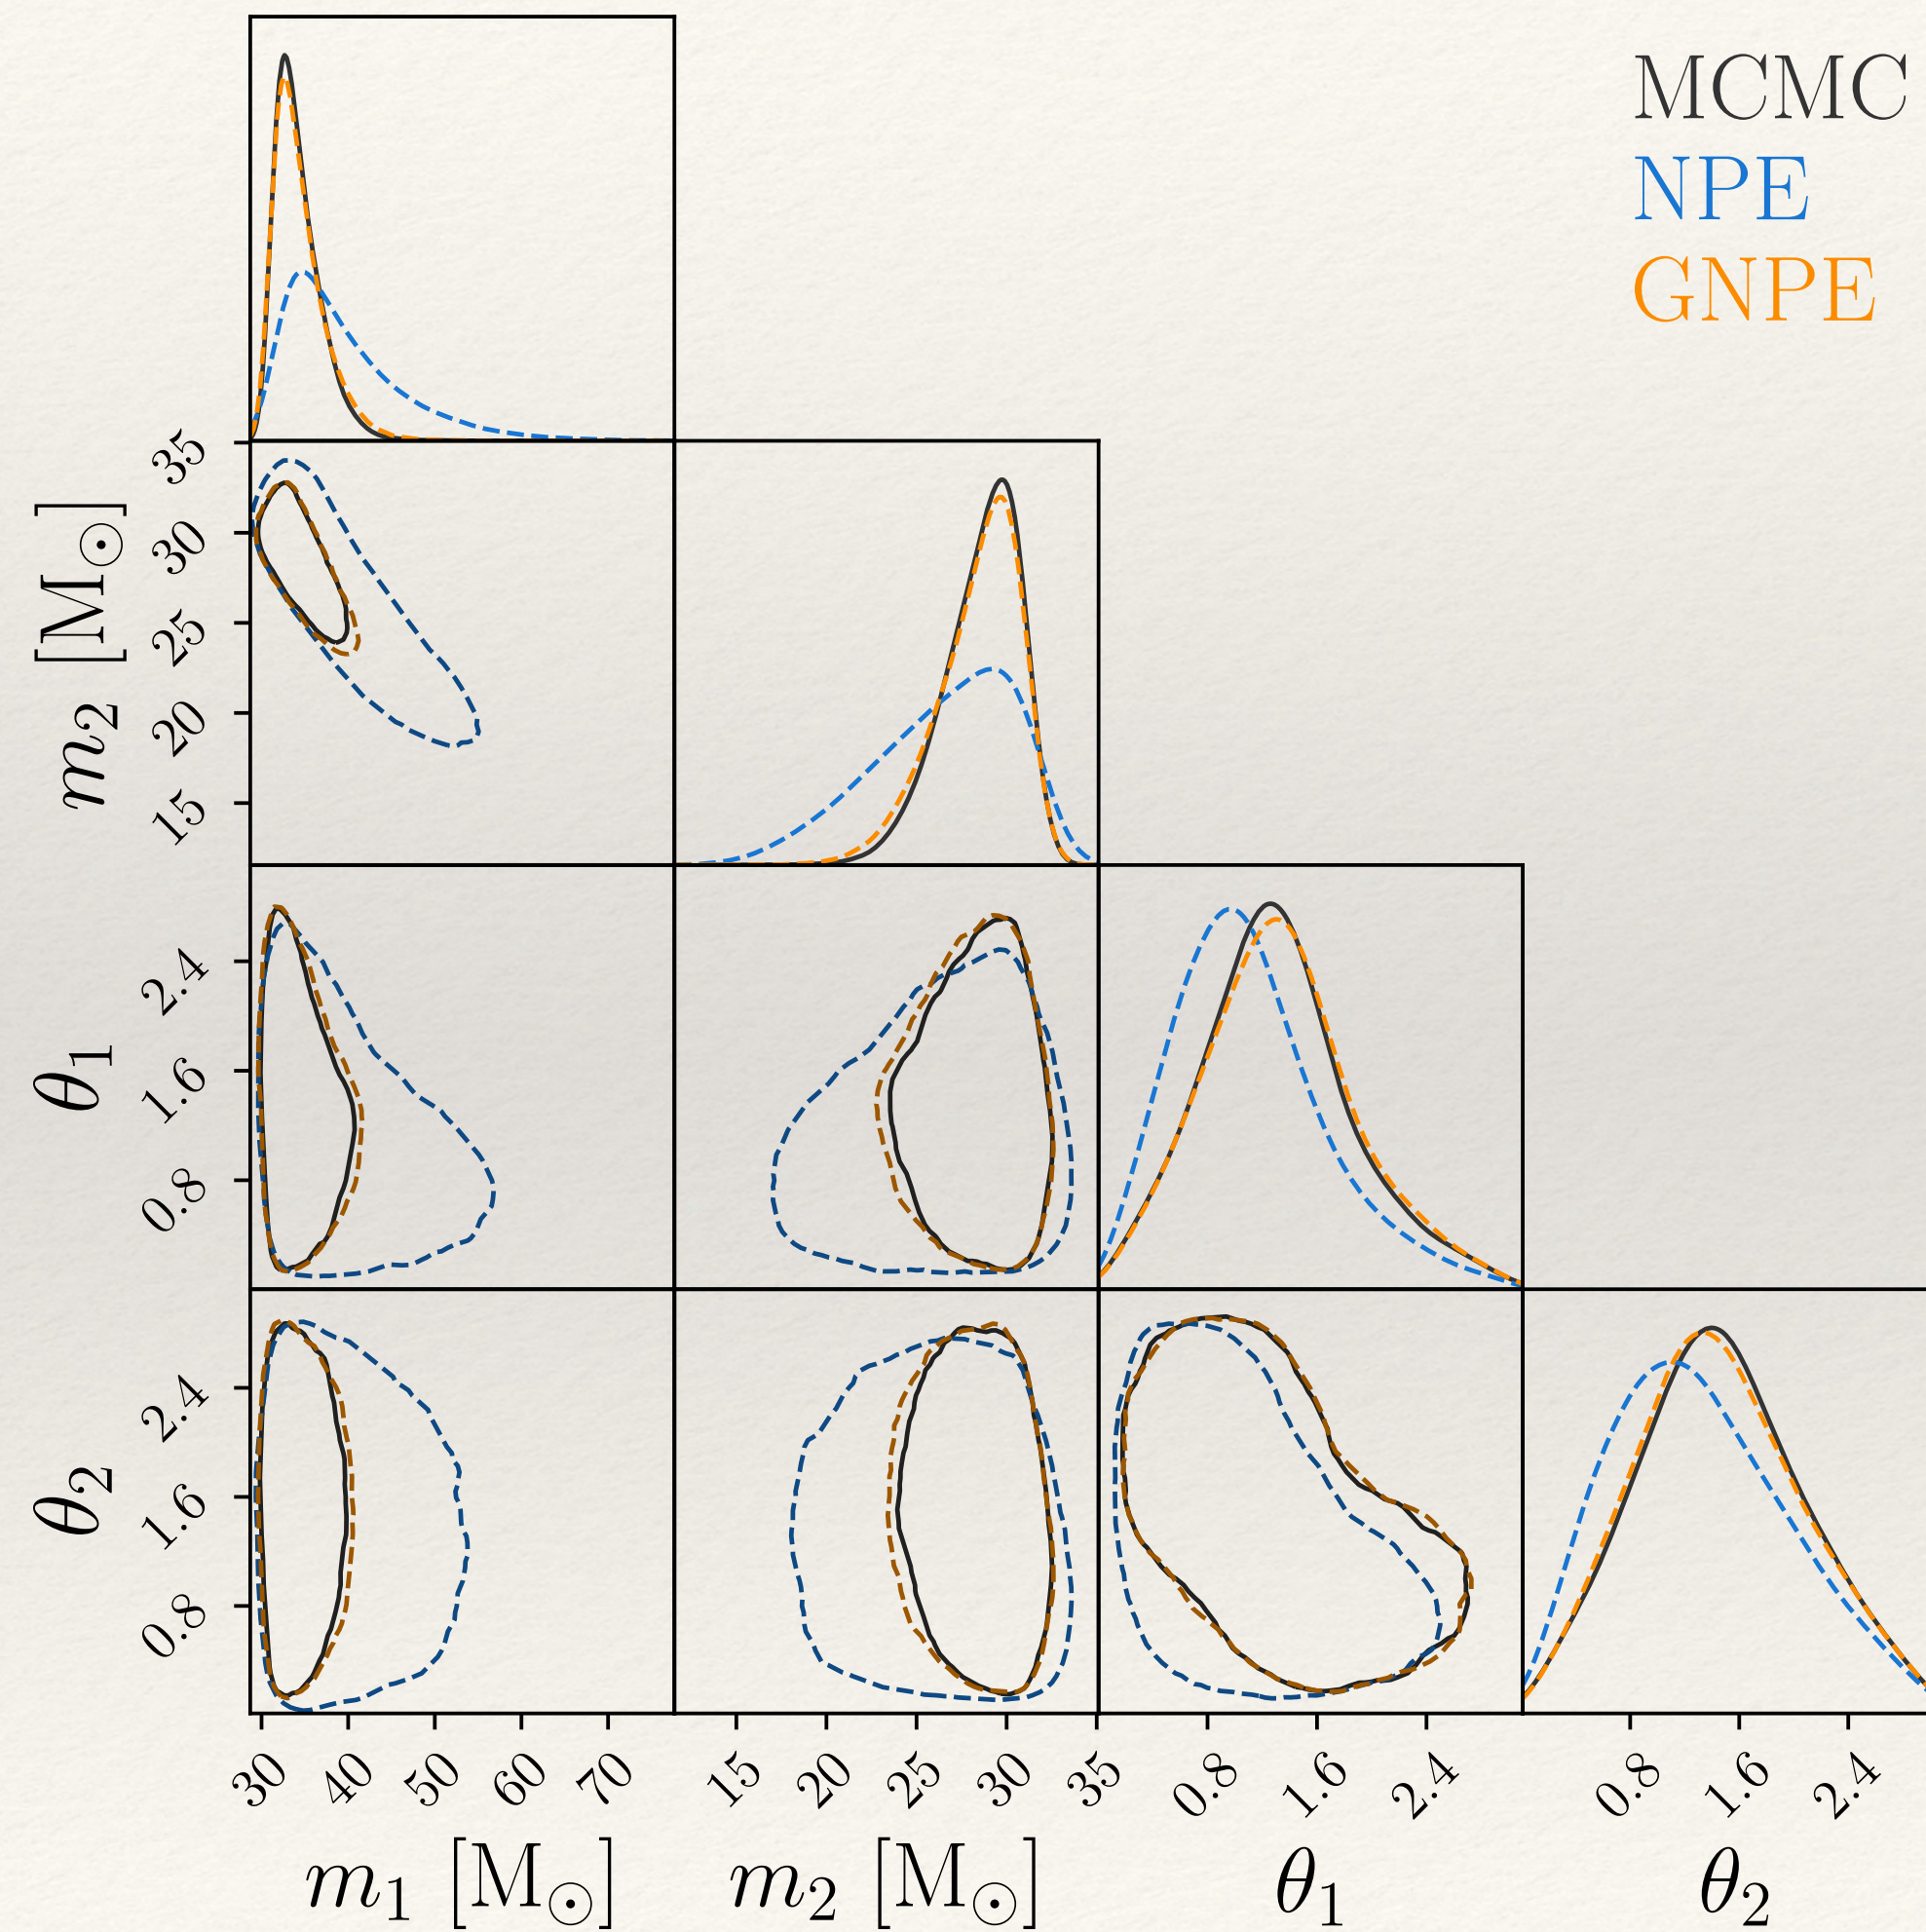 MCMC
NPE
GNPE
35
30
25
20
15
m₂ [M☉]
2.4
1.6
0.8
θ₁
2.4
1.6
0.8
θ₂
30 40 50 60 70
15 20 25 30 35
0.8 1.6 2.4
0.8 1.6 2.4
m₁ [M☉]
m₂ [M☉]
θ₁
θ₂